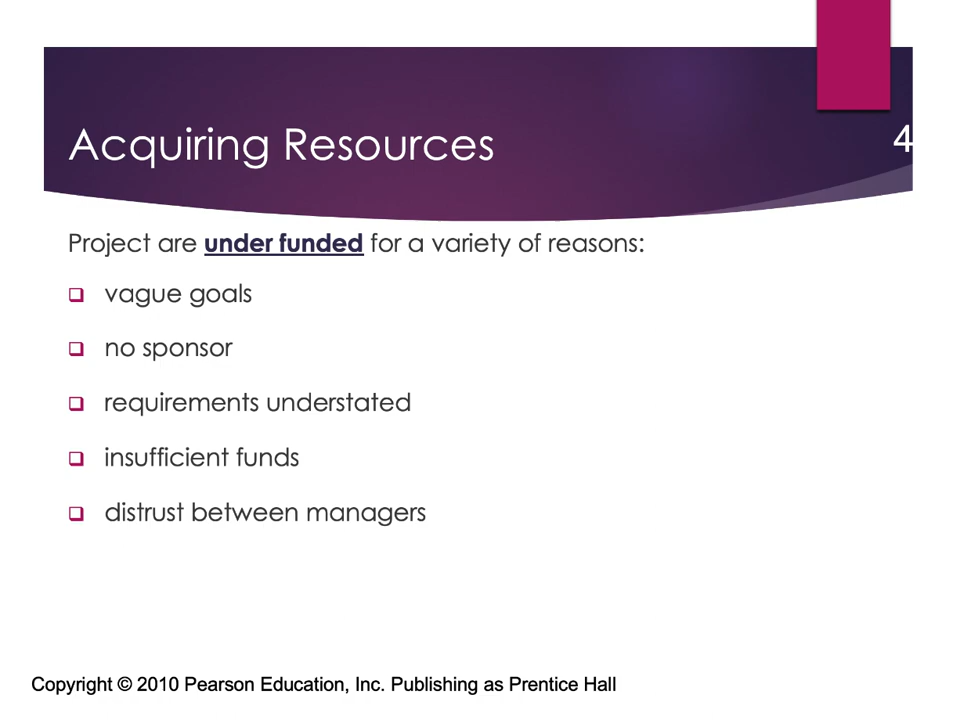 Acquiring Resources
4
Project are under funded for a variety of reasons:
vague goals
no sponsor
requirements understated
insufficient funds
distrust between managers
Copyright © 2010 Pearson Education, Inc. Publishing as Prentice Hall